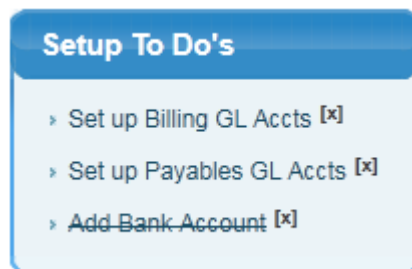 Setup To Do's
› Set up Billing GL Accts [x]
› Set up Payables GL Accts [x]
› Add Bank Account [x]